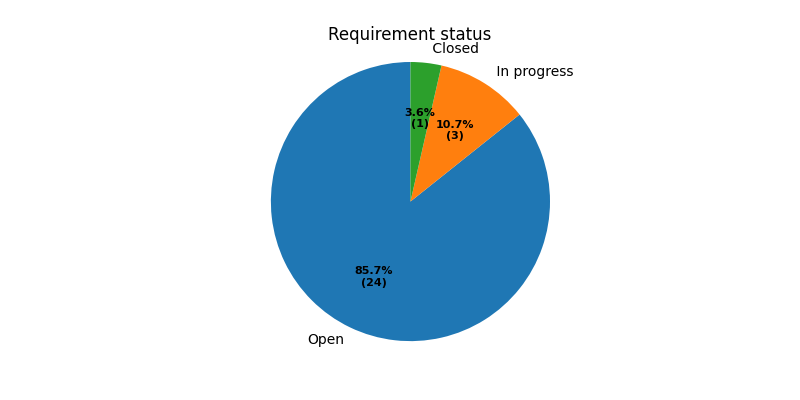 Requirement status
Closed
In progress
3.6%
(1)
10.7%
(3)
85.7%
(24)
Open